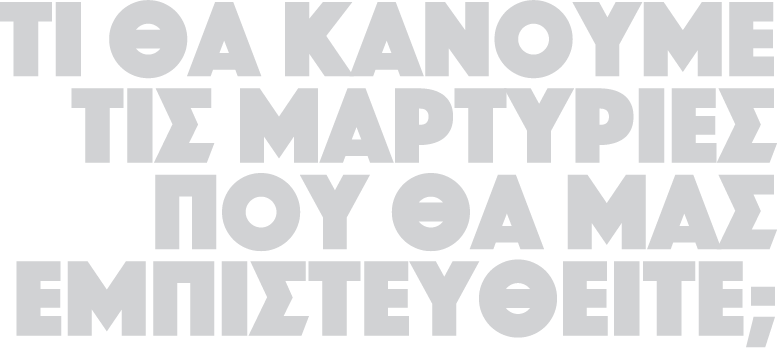 ΤΙ ΘΑ ΚΑΝΟΥΜΕ
ΤΙΣ ΜΑΡΤΥΡΙΕΣ
ΠΟΥ ΘΑ ΜΑΣ
ΕΜΠΙΣΤΕΥΘΕΙΤΕ;